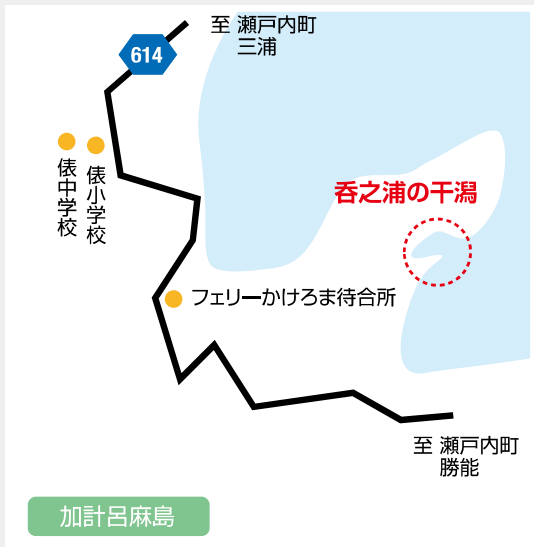 至 瀬戸内町
三浦
614
俵中学校
俵小学校
呑之浦の干潟
フェリーかけろま待合所
至 瀬戸内町
勝能
加計呂麻島